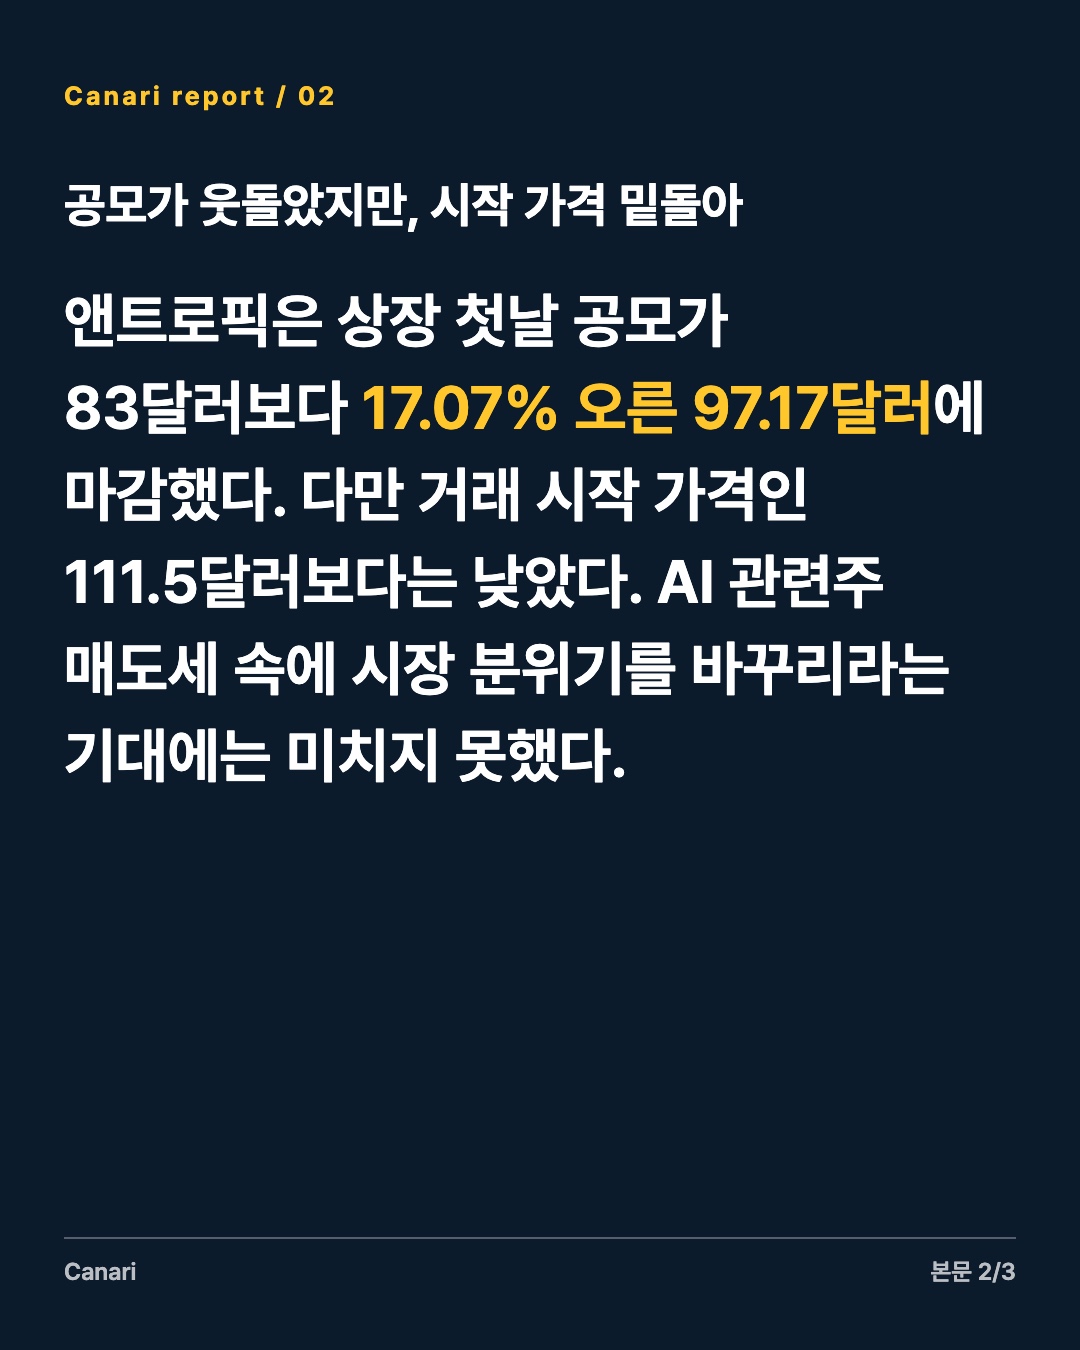 Canari report / 02
공모가 웃돌았지만, 시작 가격 밑돌아
앤트로픽은 상장 첫날 공모가
83달러보다 17.07% 오른 97.17달러에
마감했다. 다만 거래 시작 가격인
111.5달러보다는 낮았다. AI 관련주
매도세 속에 시장 분위기를 바꾸리라는
기대에는 미치지 못했다.
Canari
본문 2/3